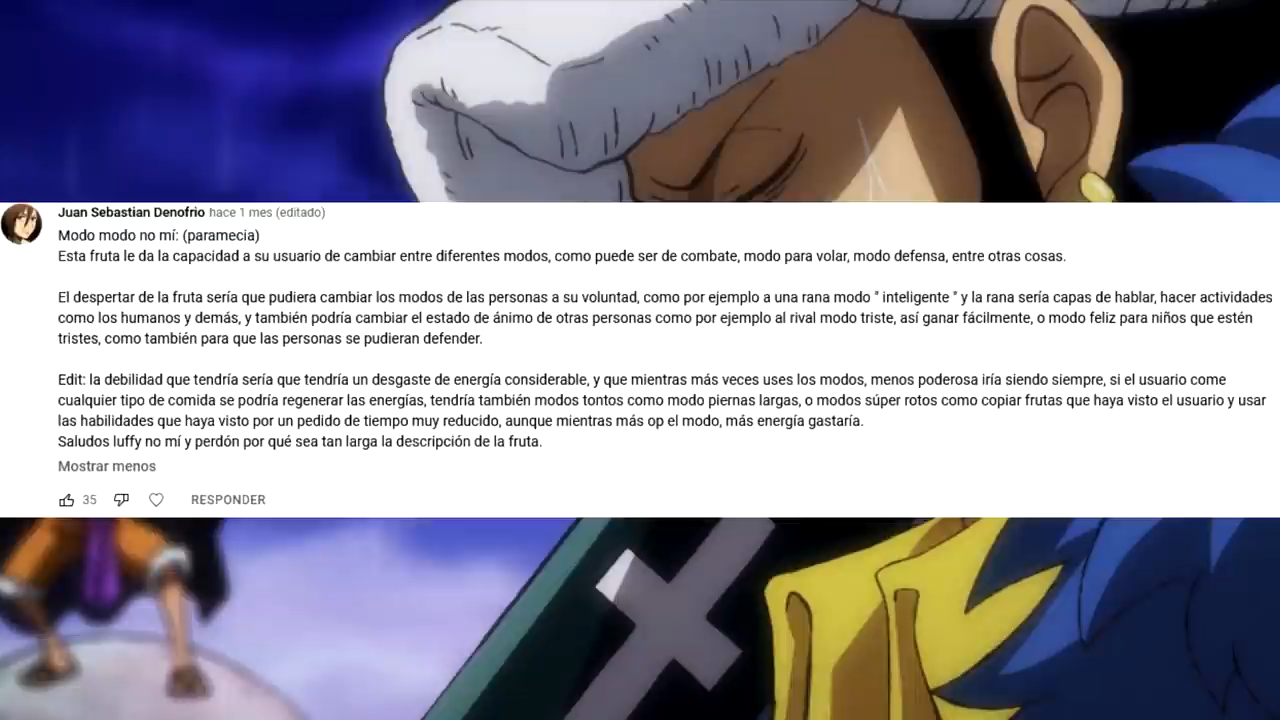 Juan Sebastian Denofrio hace 1 mes (editado)
Modo modo no mí: (paramecia)
Esta fruta le da la capacidad a su usuario de cambiar entre diferentes modos, como puede ser de combate, modo para volar, modo defensa, entre otras cosas.
El despertar de la fruta sería que pudiera cambiar los modos de las personas a su voluntad, como por ejemplo a una rana modo " inteligente " y la rana sería capas de hablar, hacer actividades
como los humanos y demás, y también podría cambiar el estado de ánimo de otras personas como por ejemplo al rival modo triste, así ganar fácilmente, o modo feliz para niños que estén
tristes, como también para que las personas se pudieran defender.
Edit: la debilidad que tendría sería que tendría un desgaste de energía considerable, y que mientras más veces uses los modos, menos poderosa iría siendo siempre, si el usuario come
cualquier tipo de comida se podría regenerar las energías, tendría también modos tontos como modo piernas largas, o modos súper rotos como copiar frutas que haya visto el usuario y usar
las habilidades que haya visto por un pedido de tiempo muy reducido, aunque mientras más op el modo, más energía gastaría.
Saludos luffy no mí y perdón por qué sea tan larga la descripción de la fruta.
Mostrar menos
35 RESPONDER